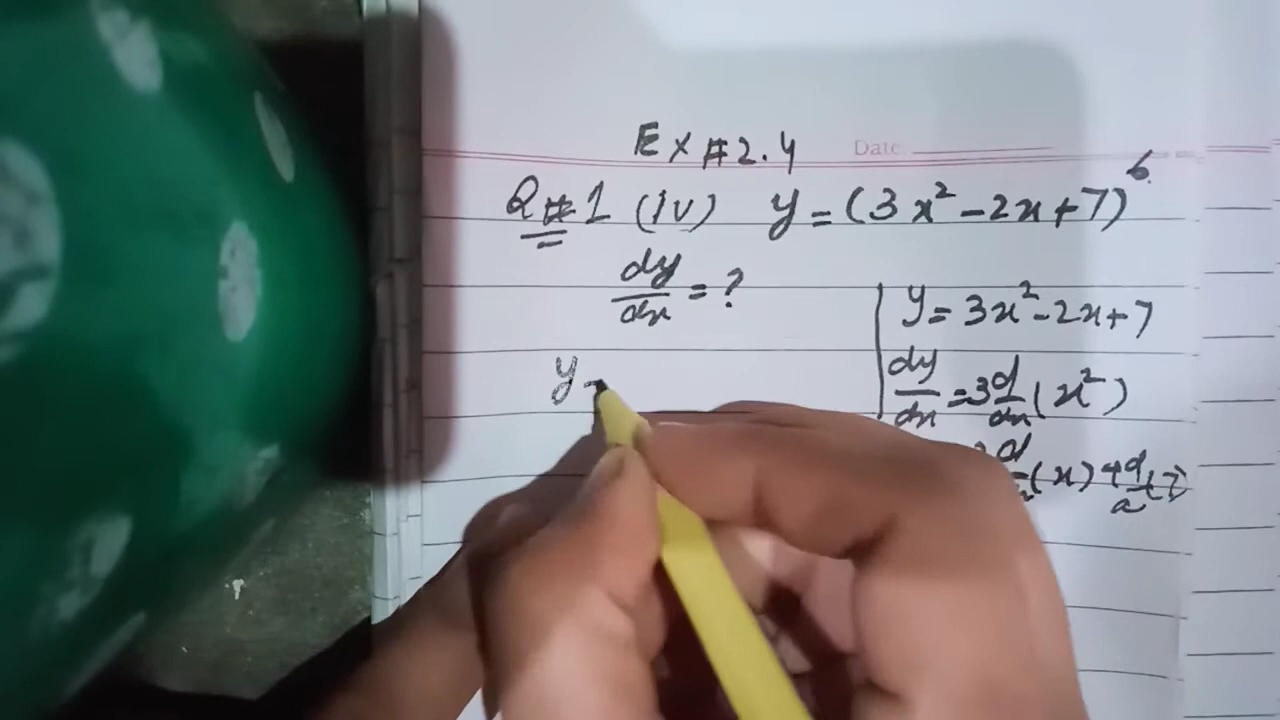 Ex #2.4
Date:
Q#1 (iv) y = (3x²-2x+7)⁶
dy/dx = ?
y = 3x²-2x+7
dy/dx = 3 d/dx (x²)
y -
(x) + d